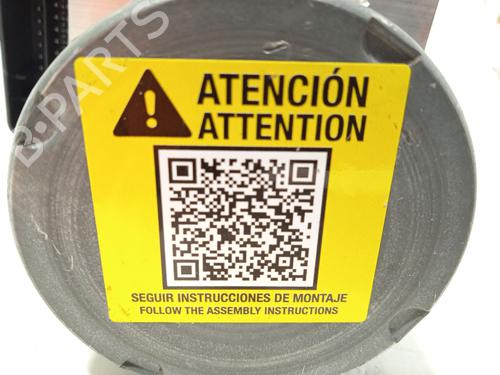 B-PARTS
ATENCIÓN
ATTENTION
SEGUIR INSTRUCCIONES DE MONTAJE
FOLLOW THE ASSEMBLY INSTRUCTIONS